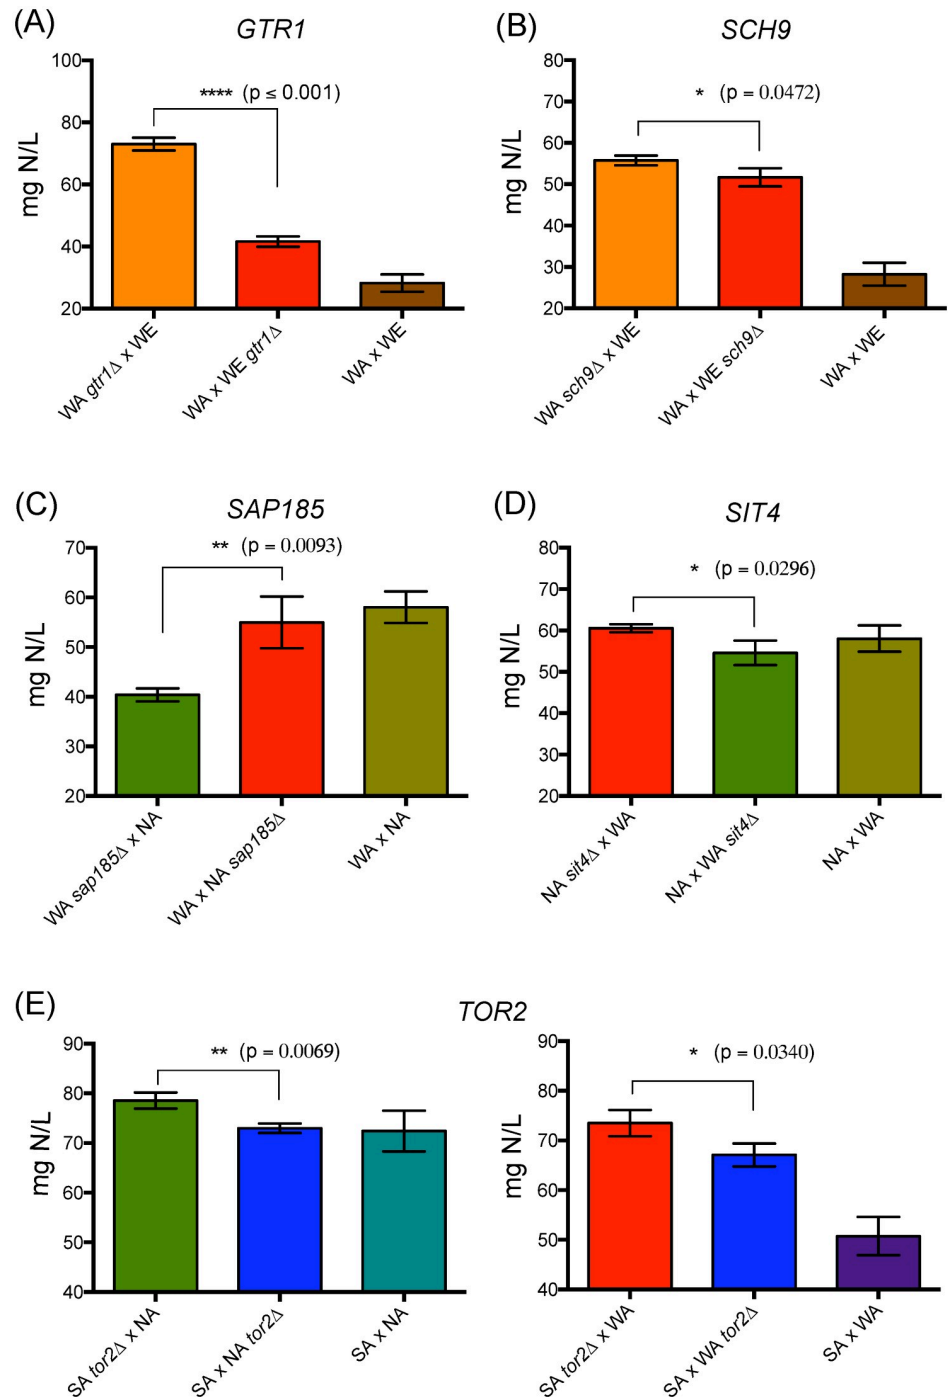 (A)
GTR1
100
80
60
40
20
mg N/L
**** (p ≤ 0.001)
WA gtr1Δ x WE
WA x WE gtr1Δ
WA x WE
(B)
SCH9
80
70
60
50
40
30
20
mg N/L
* (p = 0.0472)
WA sch9Δ x WE
WA x WE sch9Δ
WA x WE
(C)
SAP185
70
60
50
40
30
20
mg N/L
** (p = 0.0093)
WA sap185Δ x NA
WA x NA sap185Δ
WA x NA
(D)
SIT4
80
70
60
50
40
30
20
mg N/L
* (p = 0.0296)
NA sit4Δ x WA
NA x WA sit4Δ
NA x WA
(E)
TOR2
90
80
70
60
50
40
mg N/L
** (p = 0.0069)
SA tor2Δ x NA
SA x NA tor2Δ
SA x NA
90
80
70
60
50
40
mg N/L
* (p = 0.0340)
SA tor2Δ x WA
SA x WA tor2Δ
SA x WA